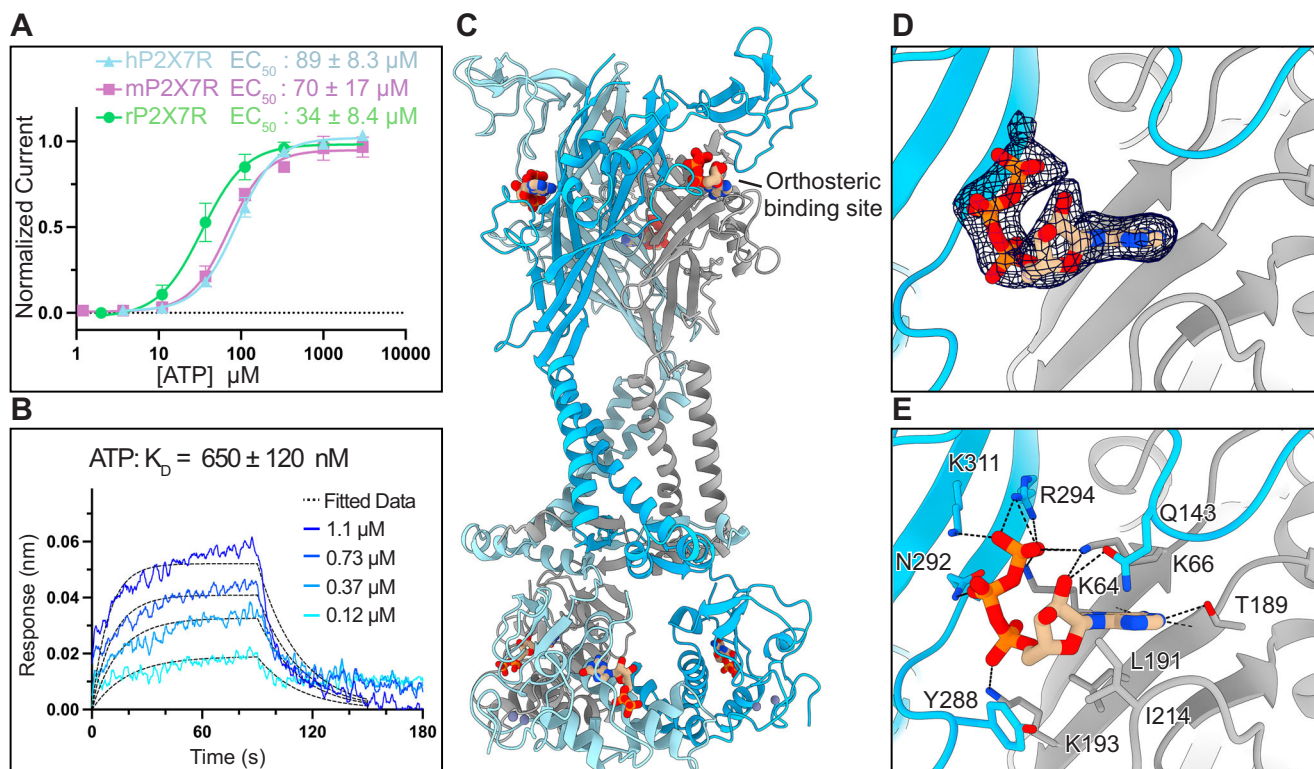 A
hP2X7R EC50 : 89 ± 8.3 µM
mP2X7R EC50 : 70 ± 17 µM
rP2X7R EC50 : 34 ± 8.4 µM
Normalized Current
1.0
0.5
0.0
1 10 100 1000 10000
[ATP] µM
B
ATP: KD = 650 ± 120 nM
Fitted Data
1.1 µM
0.73 µM
0.37 µM
0.12 µM
Response (nm)
0.06
0.04
0.02
0.00
0 60 120 180
Time (s)
C
Orthosteric
binding site
D
E
K311
R294
Q143
N292
K64
K66
T189
L191
Y288
I214
K193